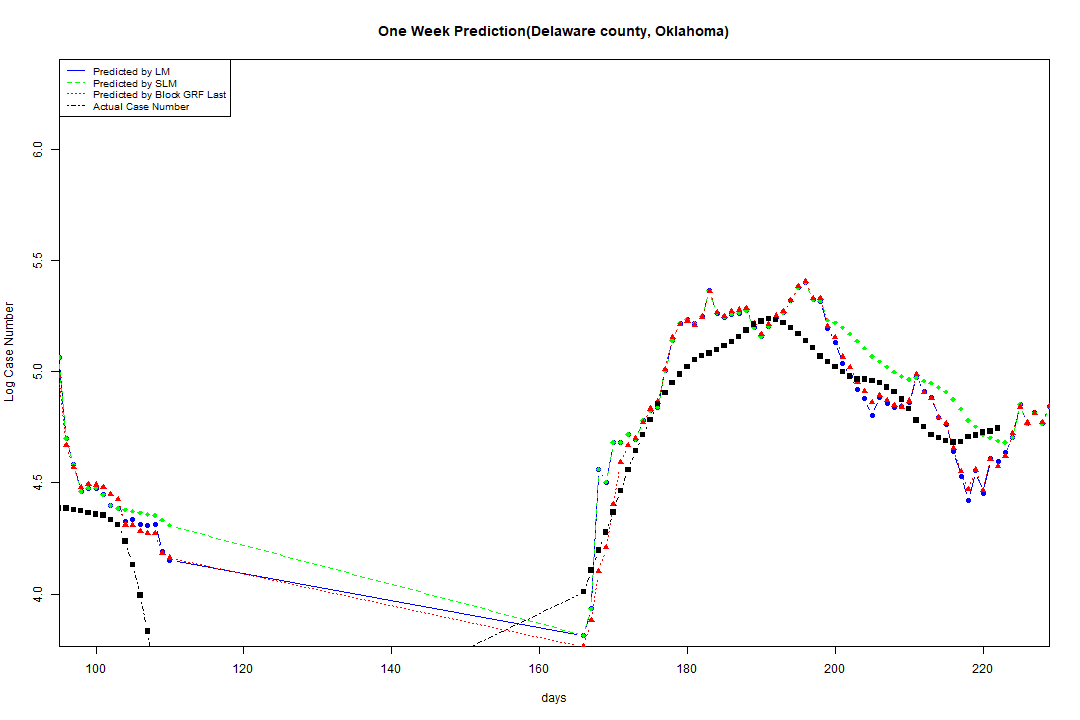 One Week Prediction(Delaware county, Oklahoma)
Predicted by LM
Predicted by SLM
Predicted by Block GRF Last
Actual Case Number
Log Case Number
6.0
5.5
5.0
4.5
4.0
100 120 140 160 180 200 220
days